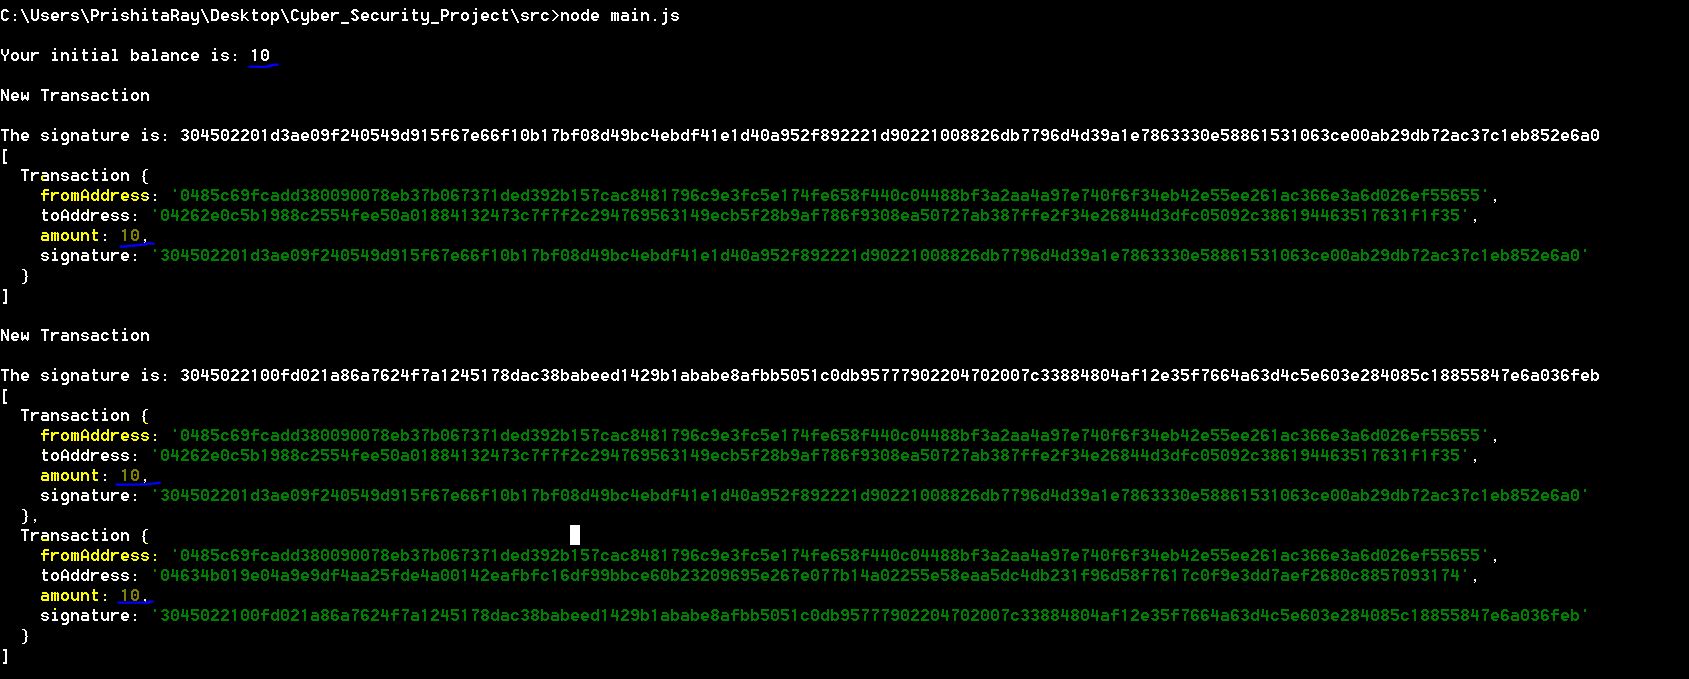 C:\Users\PrishitaRay\Desktop\Cyber_Security_Project\src>node main.js
Your initial balance is: 10
New Transaction
The signature is: 304502201d3ae09f240549d915f67e66f10b17bf08d49bc4ebdf41e1d40a952f892221d90221008826db7796d4d39a1e7863330e58861531063ce00ab29db72ac37c1eb852e6a0
[
Transaction {
fromAddress: '0485c69fcadd380090078eb37b067371ded392b157cac8481796c9e3fc5e174fe658f440c04488bf3a2aa4a97e740f6f34eb42e55ee261ac366e3a6d026ef55655',
toAddress: '04262e0c5b1988c2554fee50a01884132473c7f7f2c294769563149ecb5f28b9af786f9308ea50727ab387ffe2f34e26844d3dfc05092c386194463517631f1f35',
amount: 10,
signature: '304502201d3ae09f240549d915f67e66f10b17bf08d49bc4ebdf41e1d40a952f892221d90221008826db7796d4d39a1e7863330e58861531063ce00ab29db72ac37c1eb852e6a0'
}
]
New Transaction
The signature is: 3045022100fd021a86a7624f7a1245178dac38babeed1429b1ababe8afbb5051c0db95777902204702007c33884804af12e35f7664a63d4c5e603e284085c18855847e6a036feb
[
Transaction {
fromAddress: '0485c69fcadd380090078eb37b067371ded392b157cac8481796c9e3fc5e174fe658f440c04488bf3a2aa4a97e740f6f34eb42e55ee261ac366e3a6d026ef55655',
toAddress: '04262e0c5b1988c2554fee50a01884132473c7f7f2c294769563149ecb5f28b9af786f9308ea50727ab387ffe2f34e26844d3dfc05092c386194463517631f1f35',
amount: 10,
signature: '304502201d3ae09f240549d915f67e66f10b17bf08d49bc4ebdf41e1d40a952f892221d90221008826db7796d4d39a1e7863330e58861531063ce00ab29db72ac37c1eb852e6a0'
},
Transaction {
fromAddress: '0485c69fcadd380090078eb37b067371ded392b157cac8481796c9e3fc5e174fe658f440c04488bf3a2aa4a97e740f6f34eb42e55ee261ac366e3a6d026ef55655',
toAddress: '04634b019e04a9e9df4aa25fde4a00142eafbfc16df99bbce60b23209695e267e077b14a02255e58eaa5dc4db231f96d58f7617c0f9e3dd7aef2680c8857093174',
amount: 10,
signature: '3045022100fd021a86a7624f7a1245178dac38babeed1429b1ababe8afbb5051c0db95777902204702007c33884804af12e35f7664a63d4c5e603e284085c18855847e6a036feb'
}
]